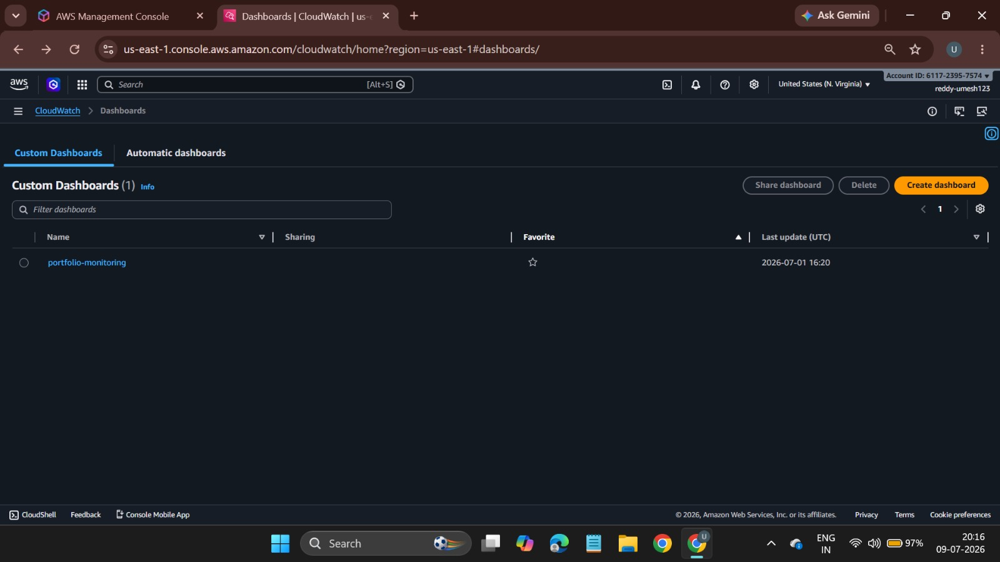 AWS Management Console
Dashboards | CloudWatch | us-e
Ask Gemini
us-east-1.console.aws.amazon.com/cloudwatch/home?region=us-east-1#dashboards/
U
aws
Search
[Alt+S]
United States (N. Virginia)
Account ID: 6117-2395-7574
reddy-umesh123
CloudWatch
Dashboards
Custom Dashboards
Automatic dashboards
Custom Dashboards (1) Info
Share dashboard
Delete
Create dashboard
Filter dashboards
1
Name
Sharing
Favorite
Last update (UTC)
portfolio-monitoring
2026-07-01 16:20
CloudShell
Feedback
Console Mobile App
© 2026, Amazon Web Services, Inc. or its affiliates.
Privacy
Terms
Cookie preferences
Search
U
ENG
IN
97%
20:16
09-07-2026